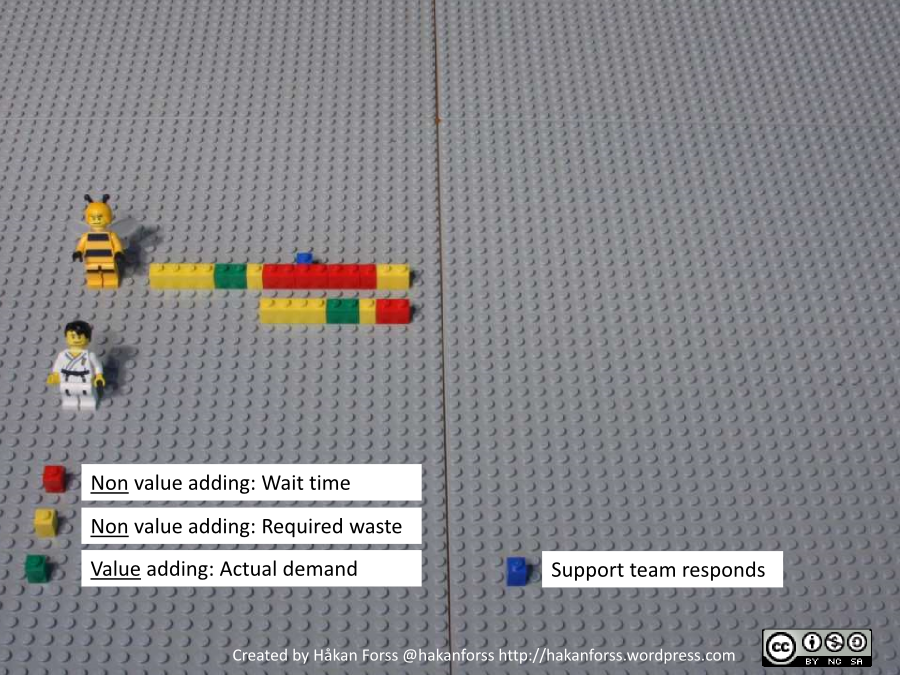 Non value adding: Wait time
Non value adding: Required waste
Value adding: Actual demand
Support team responds
Created by Håkan Forss @hakanforss http://hakanforss.wordpress.com
cc
BY NC SA